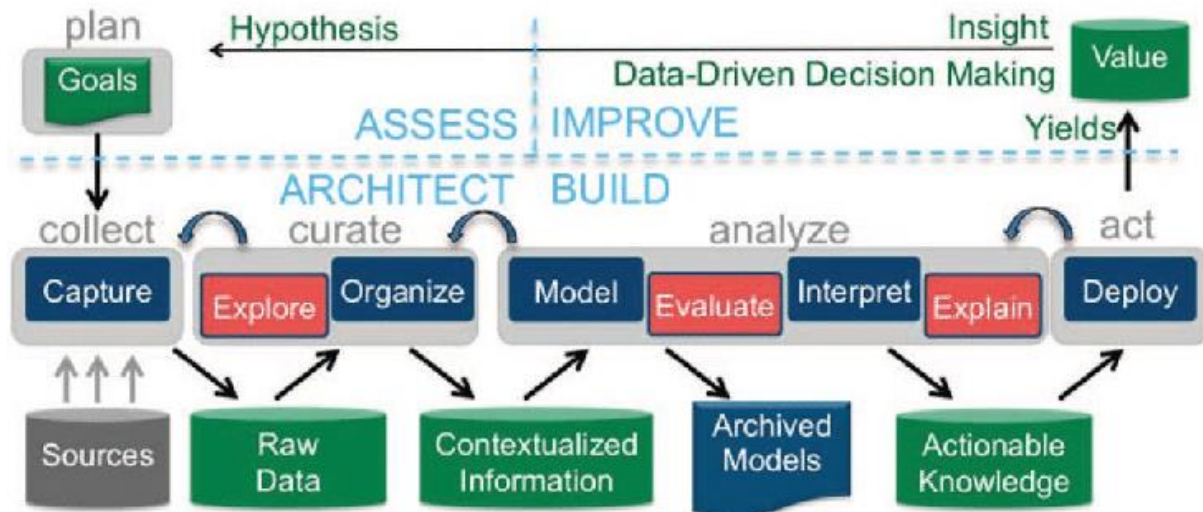 plan
Goals
Hypothesis
Insight
Data-Driven Decision Making
Value
ASSESS
IMPROVE
Yields
ARCHITECT
BUILD
collect
curate
analyze
act
Capture
Explore
Organize
Model
Evaluate
Interpret
Explain
Deploy
Sources
Raw
Data
Contextualized
Information
Archived
Models
Actionable
Knowledge